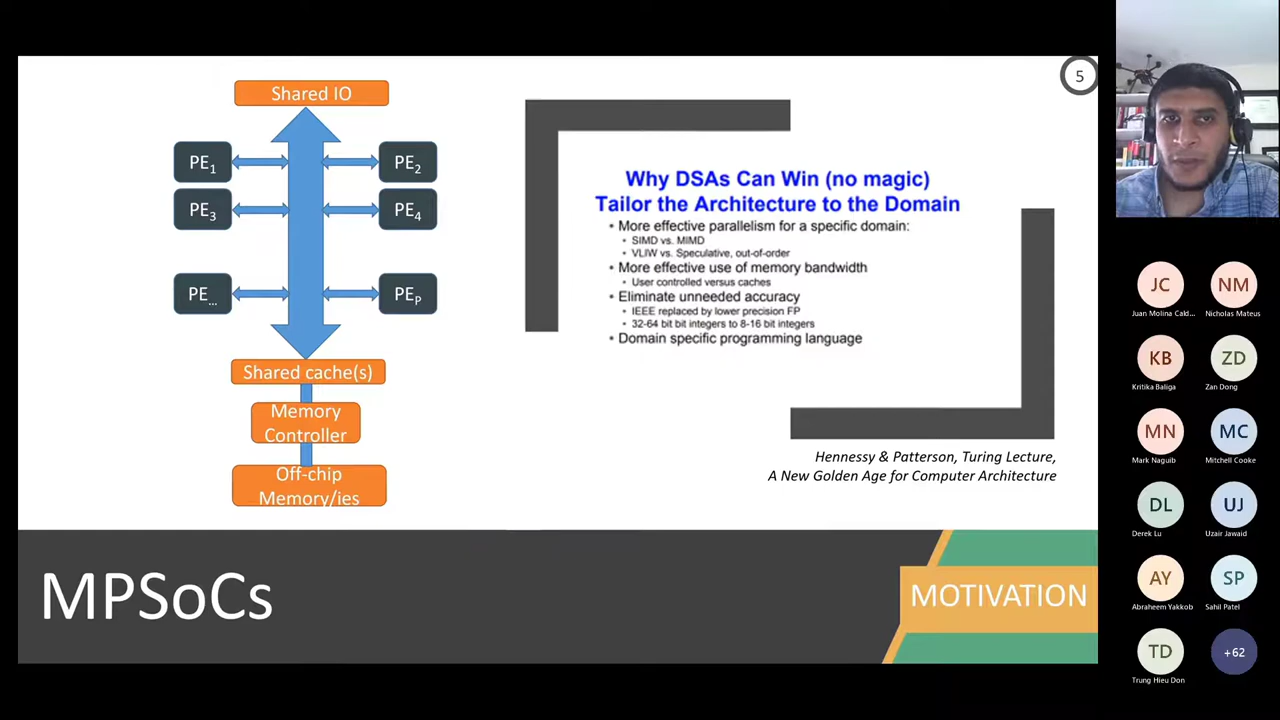 5
Shared IO
PE1
PE2
PE3
PE4
PE...
PEP
Shared cache(s)
Memory
Controller
Off-chip
Memory/ies
Why DSAs Can Win (no magic)
Tailor the Architecture to the Domain
• More effective parallelism for a specific domain:
• SIMD vs. MIMD
• VLIW vs. Speculative, out-of-order
• More effective use of memory bandwidth
• User controlled versus caches
• Eliminate unneeded accuracy
• IEEE replaced by lower precision FP
• 32-64 bit bit integers to 8-16 bit integers
• Domain specific programming language
Hennessy & Patterson, Turing Lecture,
A New Golden Age for Computer Architecture
MPSoCs
MOTIVATION
JC
Juan Molina Cald...
NM
Nicholas Mateus
KB
Kritika Baliga
ZD
Zan Dong
MN
Mark Naguib
MC
Mitchell Cooke
DL
Derek Lu
UJ
Uzair Jawaid
AY
Abraheem Yakkob
SP
Sahil Patel
TD
Trung Hieu Don
+62